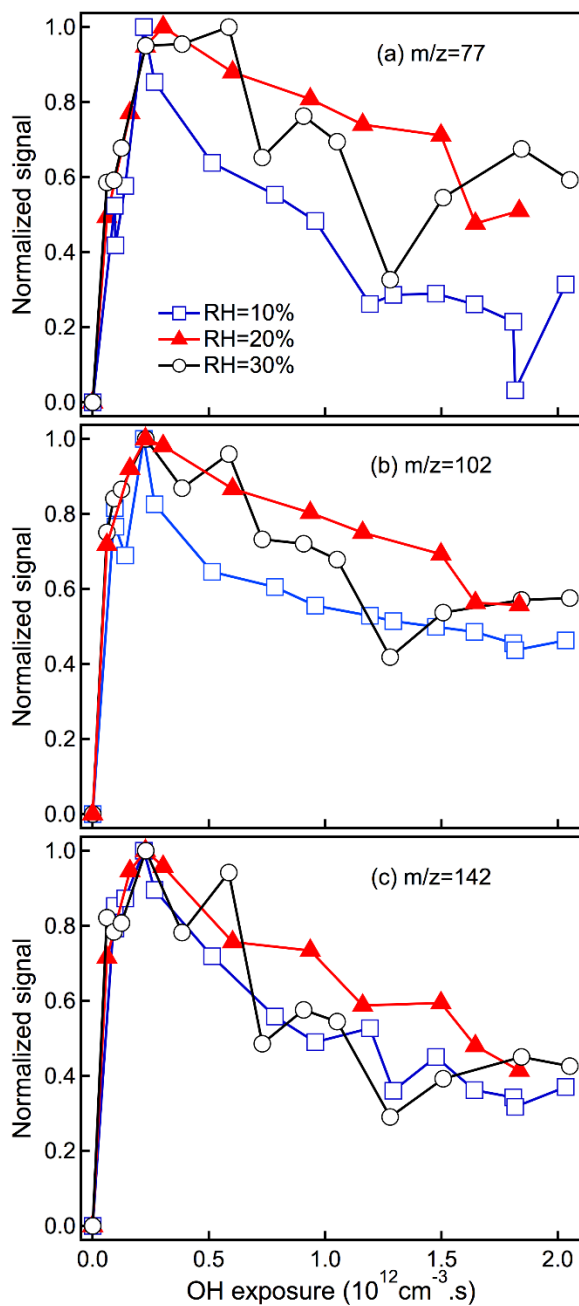 (a) m/z=77
Normalized signal
1.0
0.8
0.6
0.4
0.2
0.0
RH=10%
RH=20%
RH=30%
(b) m/z=102
Normalized signal
1.0
0.8
0.6
0.4
0.2
0.0
(c) m/z=142
Normalized signal
1.0
0.8
0.6
0.4
0.2
0.0
0.0 0.5 1.0 1.5 2.0
OH exposure (10¹²cm⁻³.s)